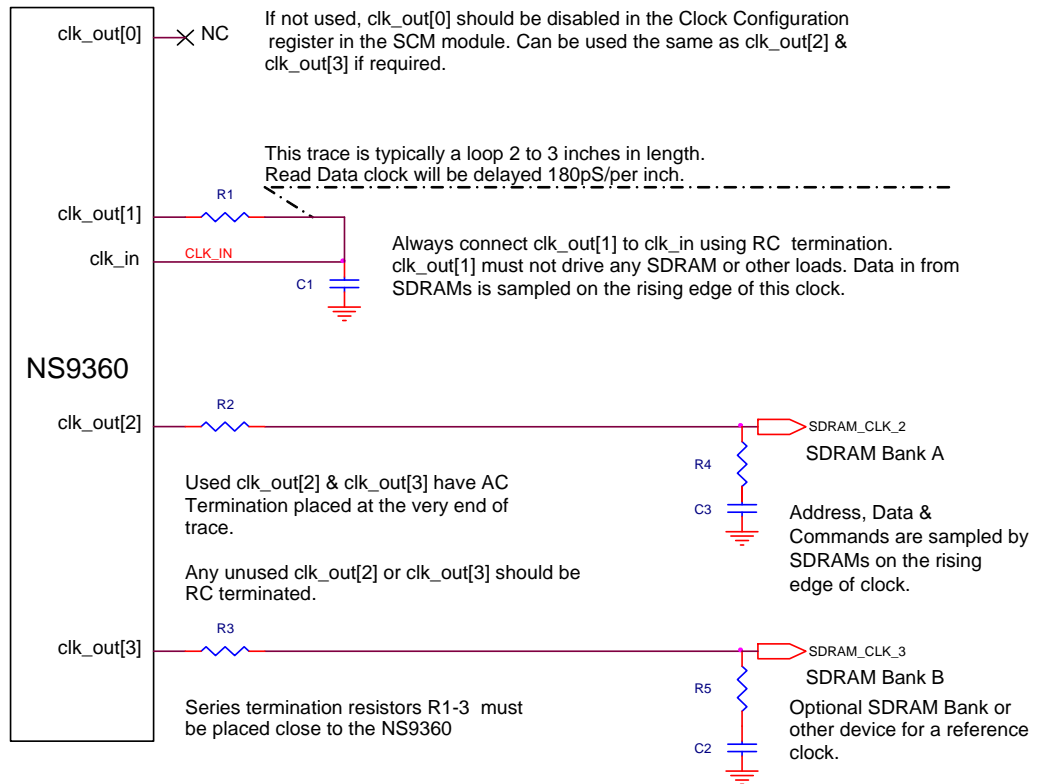 clk_out[0]
NC
If not used, clk_out[0] should be disabled in the Clock Configuration
register in the SCM module. Can be used the same as clk_out[2] &
clk_out[3] if required.
This trace is typically a loop 2 to 3 inches in length.
Read Data clock will be delayed 180pS/per inch.
R1
clk_out[1]
clk_in
CLK_IN
C1
Always connect clk_out[1] to clk_in using RC  termination.
clk_out[1] must not drive any SDRAM or other loads. Data in from
SDRAMs is sampled on the rising edge of this clock.
NS9360
R2
clk_out[2]
SDRAM_CLK_2
SDRAM Bank A
R4
C3
Used clk_out[2] & clk_out[3] have AC
Termination placed at the very end of
trace.
Address, Data &
Commands are sampled by
SDRAMs on the rising
edge of clock.
Any unused clk_out[2] or clk_out[3] should be
RC terminated.
R3
clk_out[3]
SDRAM_CLK_3
SDRAM Bank B
R5
C2
Series termination resistors R1-3  must
be placed close to the NS9360
Optional SDRAM Bank or
other device for a reference
clock.